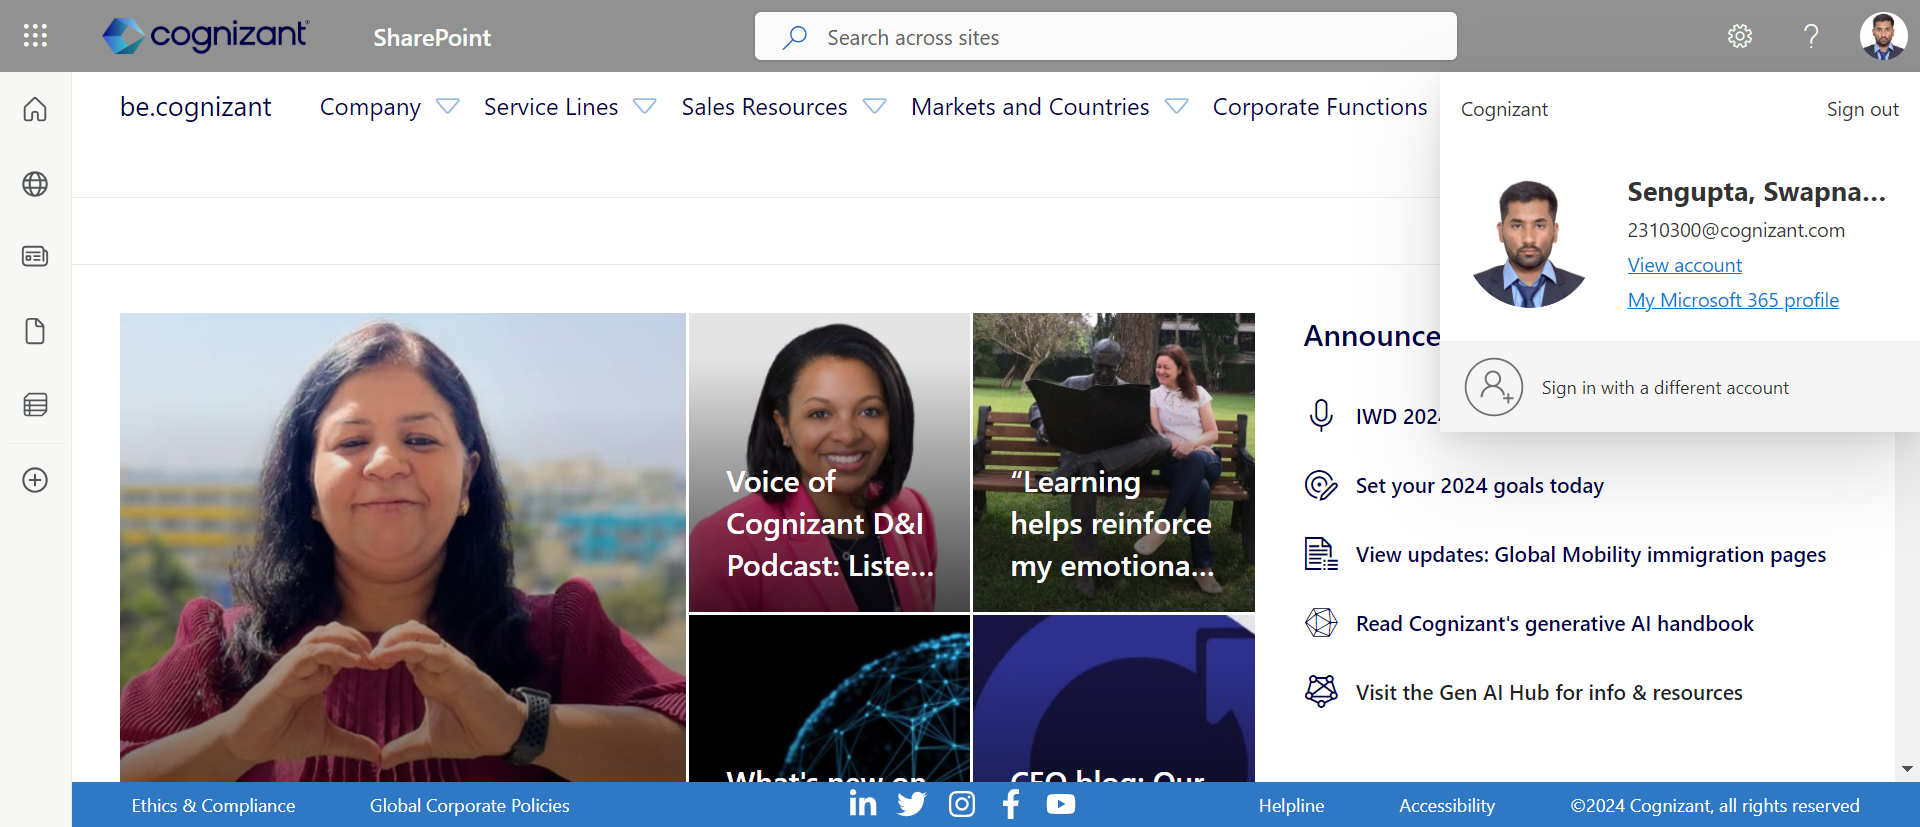 cognizant
SharePoint
Search across sites
be.cognizant
Company
Service Lines
Sales Resources
Markets and Countries
Corporate Functions
Cognizant
Sign out
Sengupta, Swapna...
2310300@cognizant.com
View account
My Microsoft 365 profile
Sign in with a different account
Voice of
Cognizant D&I
Podcast: Liste...
“Learning
helps reinforce
my emotiona...
What's new on
CEO blog: Our
Announce
IWD 2024
Set your 2024 goals today
View updates: Global Mobility immigration pages
Read Cognizant's generative AI handbook
Visit the Gen AI Hub for info & resources
Ethics & Compliance
Global Corporate Policies
Helpline
Accessibility
©2024 Cognizant, all rights reserved